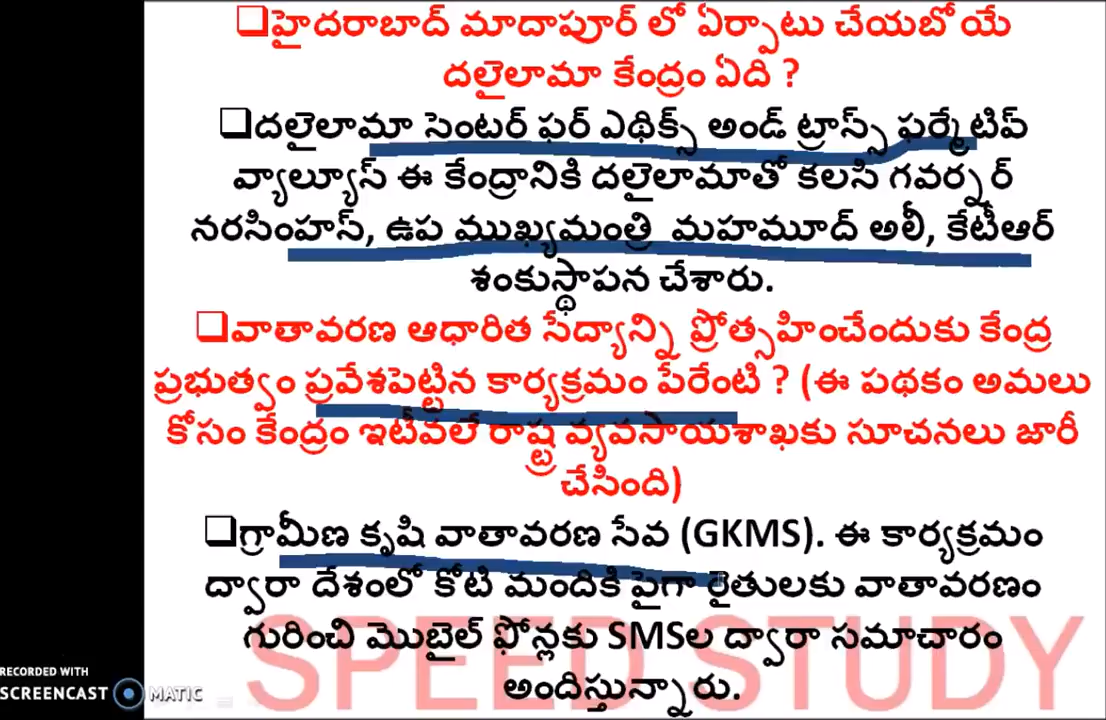 ❑హైదరాబాద్ మాదాపూర్ లో ఏర్పాటు చేయబోయే
దలైలామా కేంద్రం ఏది ?
❑దలైలామా సెంటర్ ఫర్ ఎథిక్స్ అండ్ ట్రాన్స్ ఫర్మేటివ్
వ్యాల్యూస్ ఈ కేంద్రానికి దలైలామాతో కలసి గవర్నర్
నరసింహన్, ఉప ముఖ్యమంత్రి మహమూద్ అలీ, కేటీఆర్
శంకుస్థాపన చేశారు.
❑వాతావరణ ఆధారిత సేద్యాన్ని ప్రోత్సహించేందుకు కేంద్ర
ప్రభుత్వం ప్రవేశపెట్టిన కార్యక్రమం పేరేంటి ? (ఈ పథకం అమలు
కోసం కేంద్రం ఇటీవలే రాష్ట్ర వ్యవసాయశాఖకు సూచనలు జారీ
చేసింది)
❑గ్రామీణ కృషి వాతావరణ సేవ (GKMS). ఈ కార్యక్రమం
ద్వారా దేశంలో కోటి మందికి పైగా రైతులకు వాతావరణం
గురించి మొబైల్ ఫోన్లకు SMSల ద్వారా సమాచారం
అందిస్తున్నారు.
SPEED STUDY
RECORDED WITH
SCREENCAST MATIC